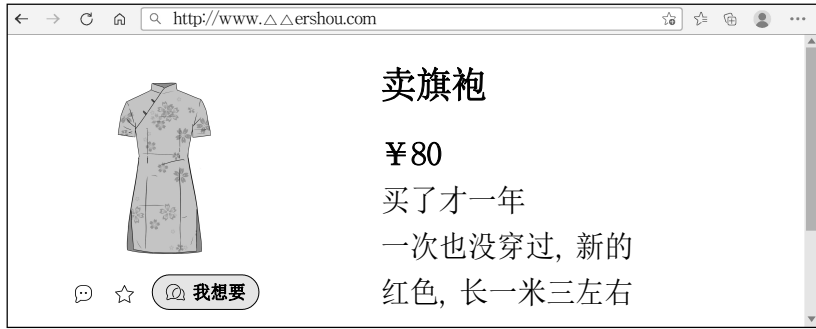 http://www.△△ershou.com
卖旗袍
￥80
买了才一年
一次也没穿过, 新的
红色, 长一米三左右
我想要